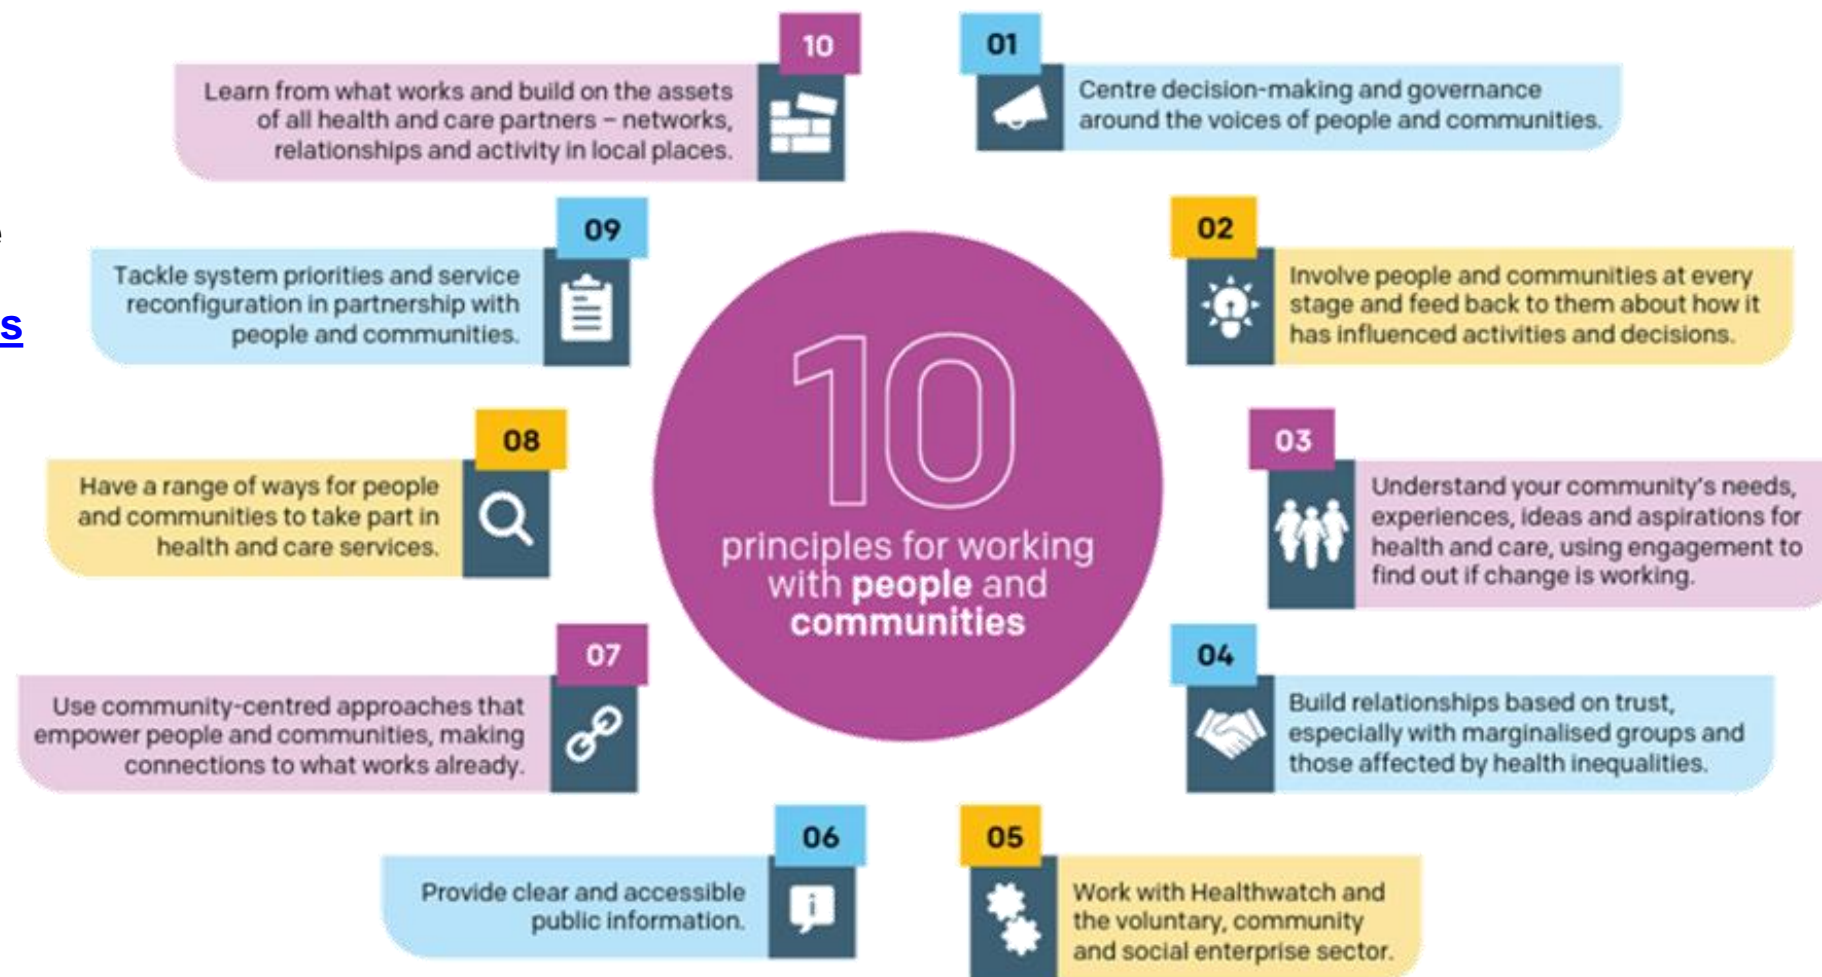 10
principles for working
with people and
communities
01
Centre decision-making and governance
around the voices of people and communities.
02
Involve people and communities at every
stage and feed back to them about how it
has influenced activities and decisions.
03
Understand your community's needs,
experiences, ideas and aspirations for
health and care, using engagement to
find out if change is working.
04
Build relationships based on trust,
especially with marginalised groups and
those affected by health inequalities.
05
Work with Healthwatch and
the voluntary, community
and social enterprise sector.
06
Provide clear and accessible
public information.
07
Use community-centred approaches that
empower people and communities, making
connections to what works already.
08
Have a range of ways for people
and communities to take part in
health and care services.
09
Tackle system priorities and service
reconfiguration in partnership with
people and communities.
10
Learn from what works and build on the assets
of all health and care partners – networks,
relationships and activity in local places.
s
i